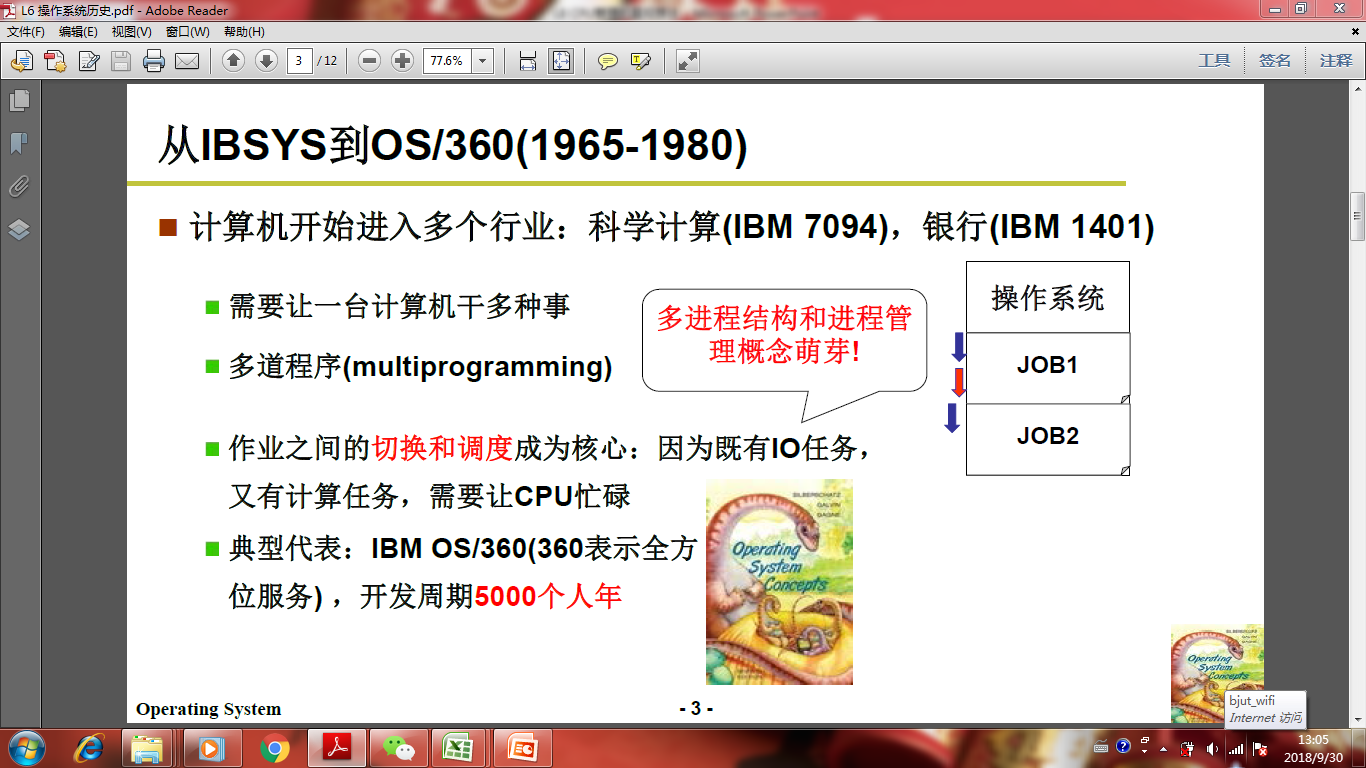 L6 操作系统历史.pdf - Adobe Reader
文件(F) 编辑(E) 视图(V) 窗口(W) 帮助(H)
3 / 12 77.6% 工具 签名 注释
从IBSYS到OS/360(1965-1980)
计算机开始进入多个行业：科学计算(IBM 7094)，银行(IBM 1401)
需要让一台计算机干多种事
多道程序(multiprogramming)
多进程结构和进程管
理概念萌芽!
操作系统
JOB1
JOB2
作业之间的切换和调度成为核心：因为既有IO任务，
又有计算任务，需要让CPU忙碌
典型代表：IBM OS/360(360表示全方
位服务) ，开发周期5000个人年
SILBERSCHATZ
GALVIN
GAGNE
Operating
System
Concepts
Operating
System
Concepts
Operating System
- 3 -
bjut_wifi
Internet 访问
13:05
2018/9/30